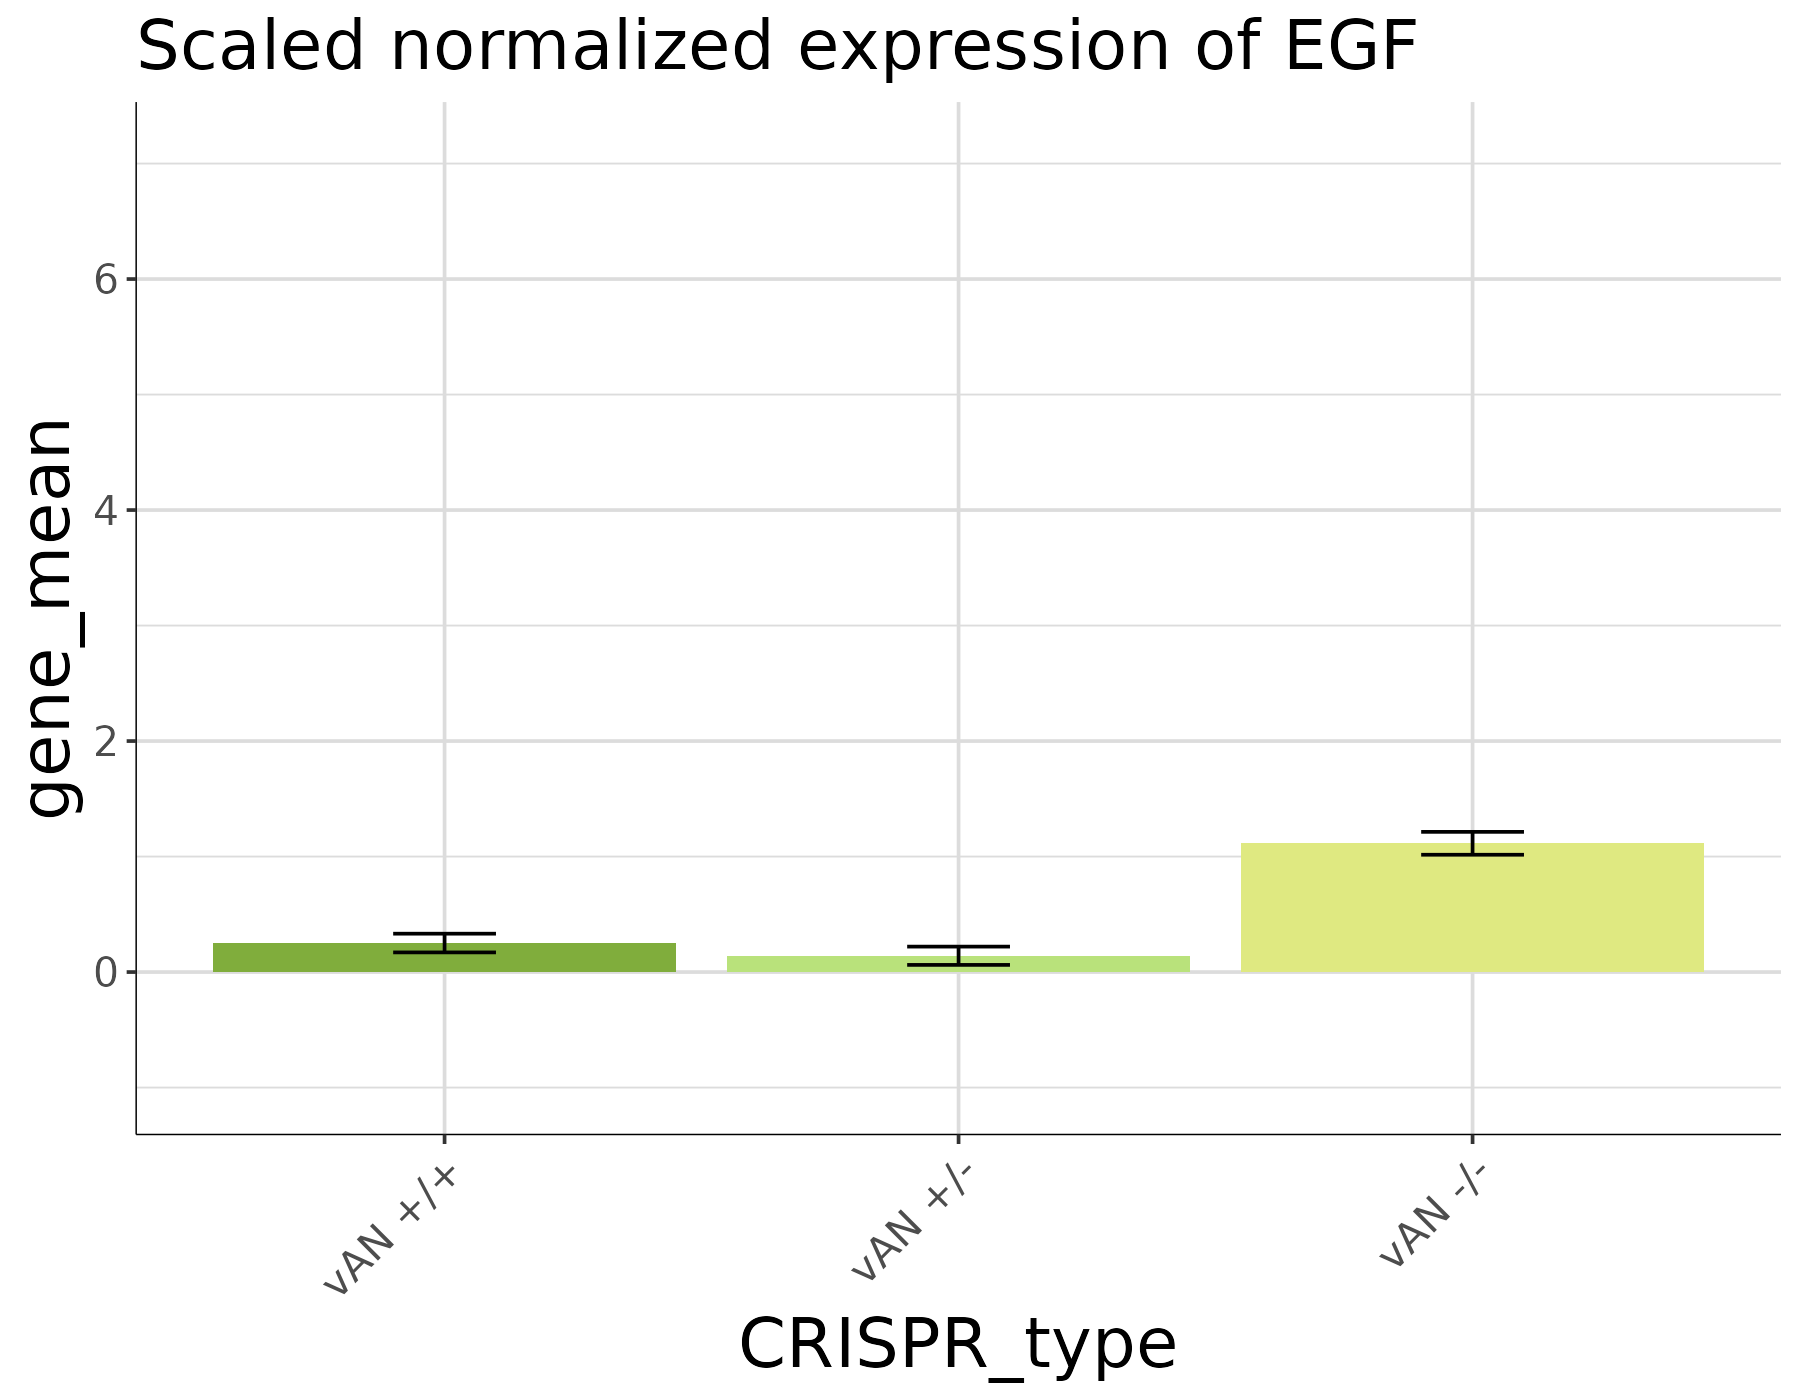 Scaled normalized expression of EGF
gene_mean
6
4
2
0
vAN +/+
vAN +/-
vAN -/-
CRISPR_type